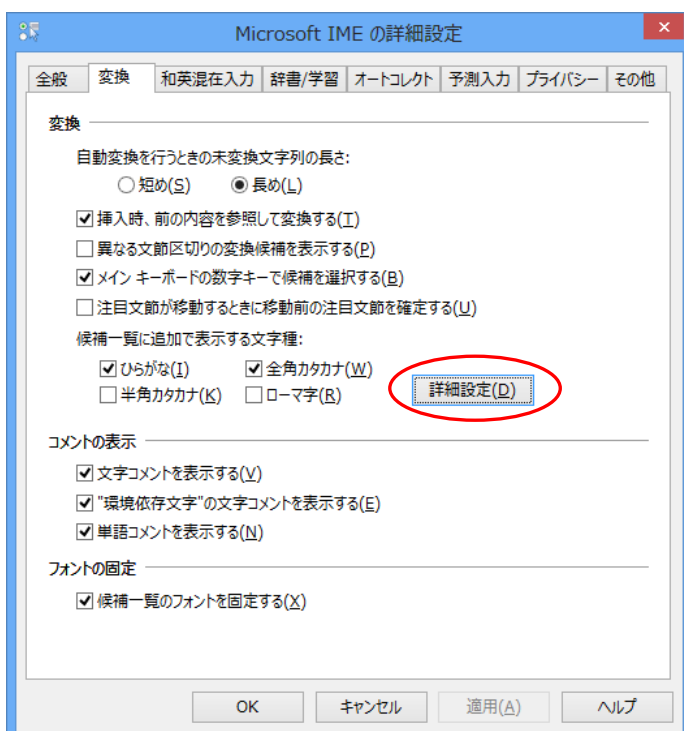 Microsoft IME の詳細設定
全般 変換 和英混在入力 辞書/学習 オートコレクト 予測入力 プライバシー その他
変換
自動変換を行うときの未変換文字列の長さ:
短め(S) 長め(L)
挿入時、前の内容を参照して変換する(T)
異なる文節区切りの変換候補を表示する(P)
メイン キーボードの数字キーで候補を選択する(B)
注目文節が移動するときに移動前の注目文節を確定する(U)
候補一覧に追加で表示する文字種:
ひらがな(I) 全角カタカナ(W)
半角カタカナ(K) ローマ字(R) 詳細設定(D)
コメントの表示
文字コメントを表示する(V)
"環境依存文字"の文字コメントを表示する(E)
単語コメントを表示する(N)
フォントの固定
候補一覧のフォントを固定する(X)
OK キャンセル 適用(A) ヘルプ